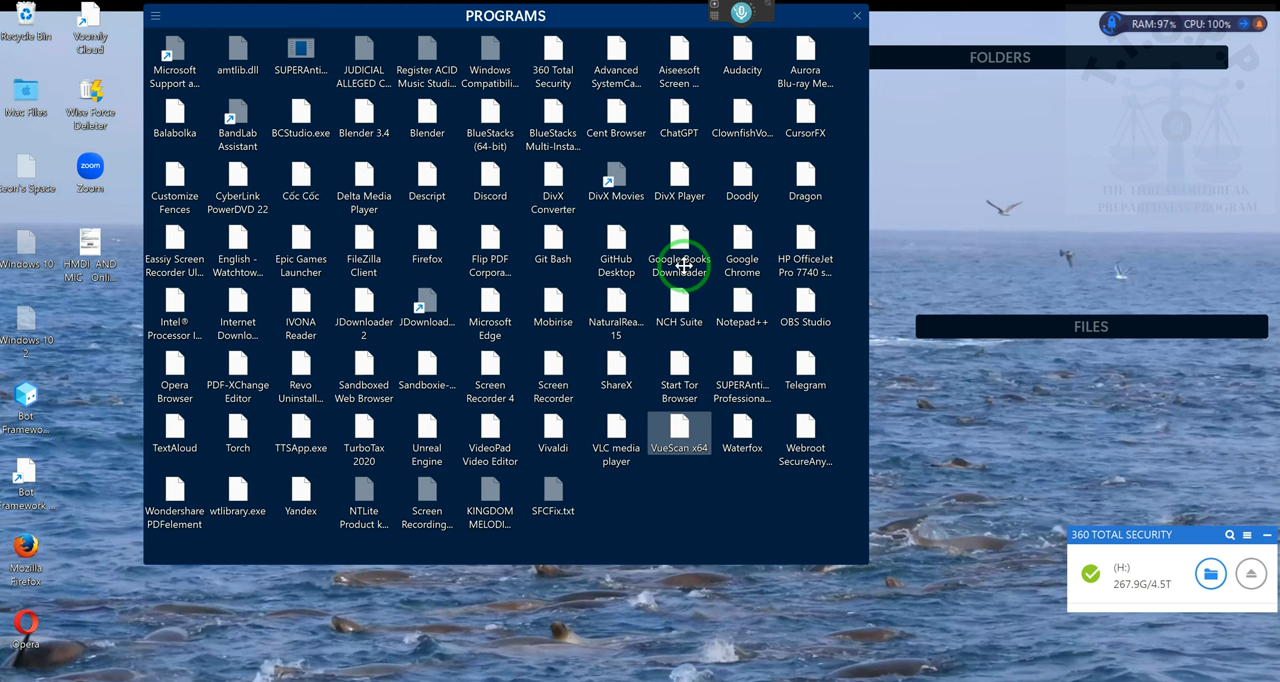 PROGRAMS
RAM:97% CPU: 100%
FOLDERS
T.O.P.P
THE THREAT OUTBREAK
PREPAREDNESS PROGRAM
FILES
Recycle Bin
Voomly
Cloud
Mac Files
Wise Force
Deleter
eon's Space
zoom
Zoom
Windows 10
HMDI_AND
MIC_ Onli...
Windows 10
2
Bot
Framewo...
Bot
Framework...
Mozilla
Firefox
Opera
Microsoft
Support a...
amtlib.dll
SUPERAnti...
JUDICIAL
ALLEGED C...
Register ACID
Music Studi...
Windows
Compatibili...
360 Total
Security
Advanced
SystemCa...
Aiseesoft
Screen ...
Audacity
Aurora
Blu-ray Me...
Balabolka
BandLab
Assistant
BCStudio.exe
Blender 3.4
Blender
BlueStacks
(64-bit)
BlueStacks
Multi-Insta...
Cent Browser
ChatGPT
ClownfishVo...
CursorFX
Customize
Fences
CyberLink
PowerDVD 22
Cốc Cốc
Delta Media
Player
Descript
Discord
DivX
Converter
DivX Movies
DivX Player
Doodly
Dragon
Eassiy Screen
Recorder Ul...
English -
Watchtow...
Epic Games
Launcher
FileZilla
Client
Firefox
Flip PDF
Corpora...
Git Bash
GitHub
Desktop
Google Books
Downloader
Google
Chrome
HP OfficeJet
Pro 7740 s...
Intel®
Processor I...
Internet
Downlo...
IVONA
Reader
JDownloader
2
JDownload...
Microsoft
Edge
Mobirise
NaturalRea...
15
NCH Suite
Notepad++
OBS Studio
Opera
Browser
PDF-XChange
Editor
Revo
Uninstall...
Sandboxed
Web Browser
Sandboxie-...
Screen
Recorder 4
Screen
Recorder
ShareX
Start Tor
Browser
SUPERAnti...
Professiona...
Telegram
TextAloud
Torch
TTSApp.exe
TurboTax
2020
Unreal
Engine
VideoPad
Video Editor
Vivaldi
VLC media
player
VueScan x64
Waterfox
Webroot
SecureAny...
Wondershare
PDFelement
wtlibrary.exe
Yandex
NTLite
Product k...
Screen
Recording...
KINGDOM
MELODI...
SFCFix.txt
360 TOTAL SECURITY
(H:)
267.9G/4.5T